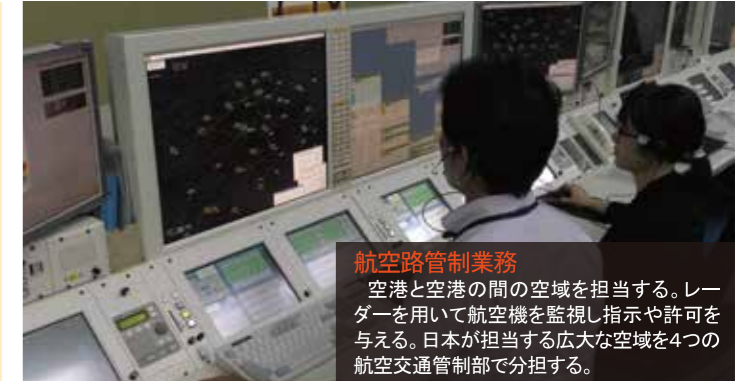 航空路管制業務
　空港と空港の間の空域を担当する。レー
ダーを用いて航空機を監視し指示や許可を
与える。日本が担当する広大な空域を4つの
航空交通管制部で分担する。